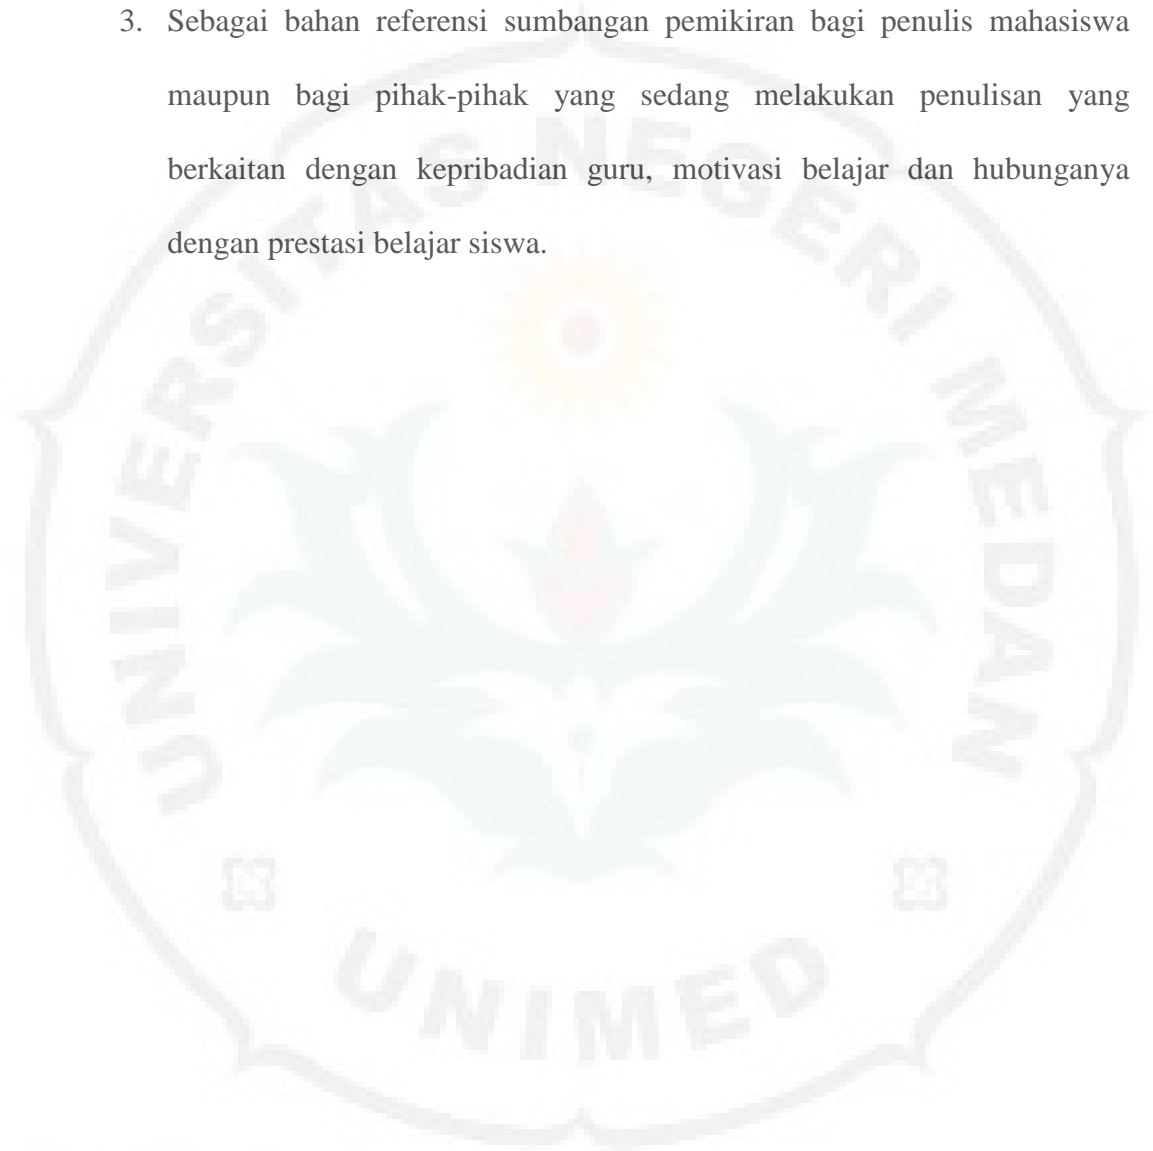 3. Sebagai bahan referensi sumbangan pemikiran bagi penulis mahasiswa
maupun bagi pihak-pihak yang sedang melakukan penulisan yang
berkaitan dengan kepribadian guru, motivasi belajar dan hubunganya
dengan prestasi belajar siswa.
UNIVERSITAS NEGERI MEDAN
UNIMED